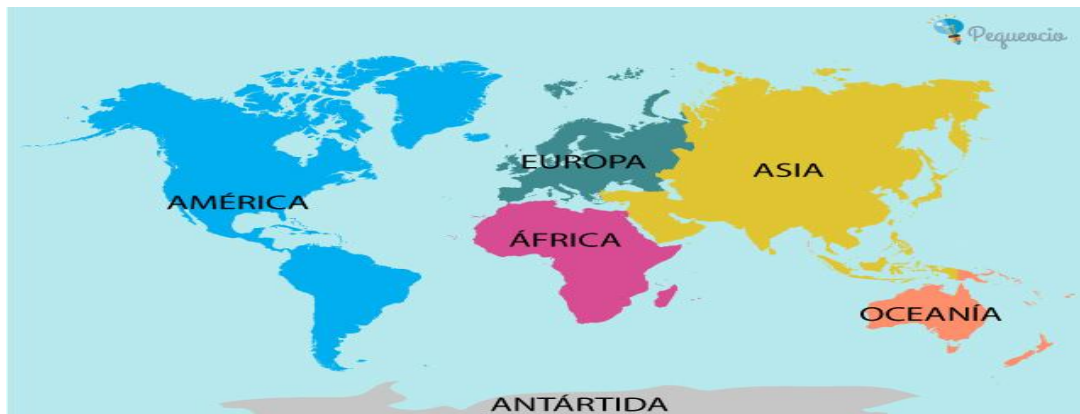 Pequeocio
EUROPA
ASIA
AMÉRICA
ÁFRICA
OCEANÍA
ANTÁRTIDA